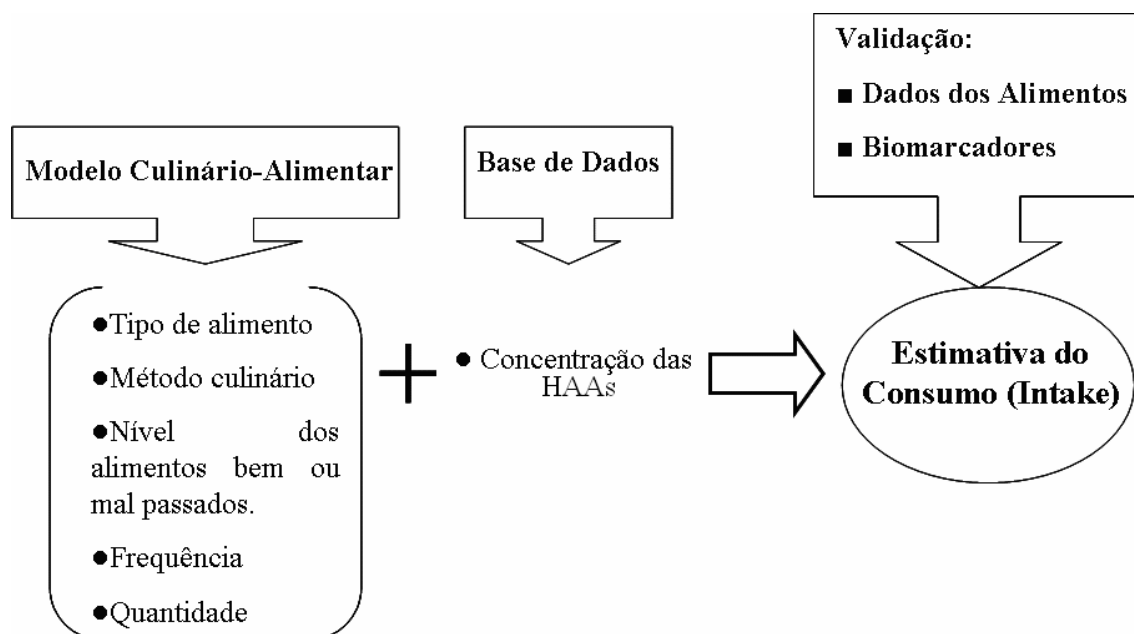 Modelo Culinário-Alimentar
●Tipo de alimento
●Método culinário
●Nível dos
alimentos bem ou
mal passados.
●Frequência
●Quantidade
Base de Dados
● Concentração das
HAAs
Validação:
■ Dados dos Alimentos
■ Biomarcadores
Estimativa do
Consumo (Intake)